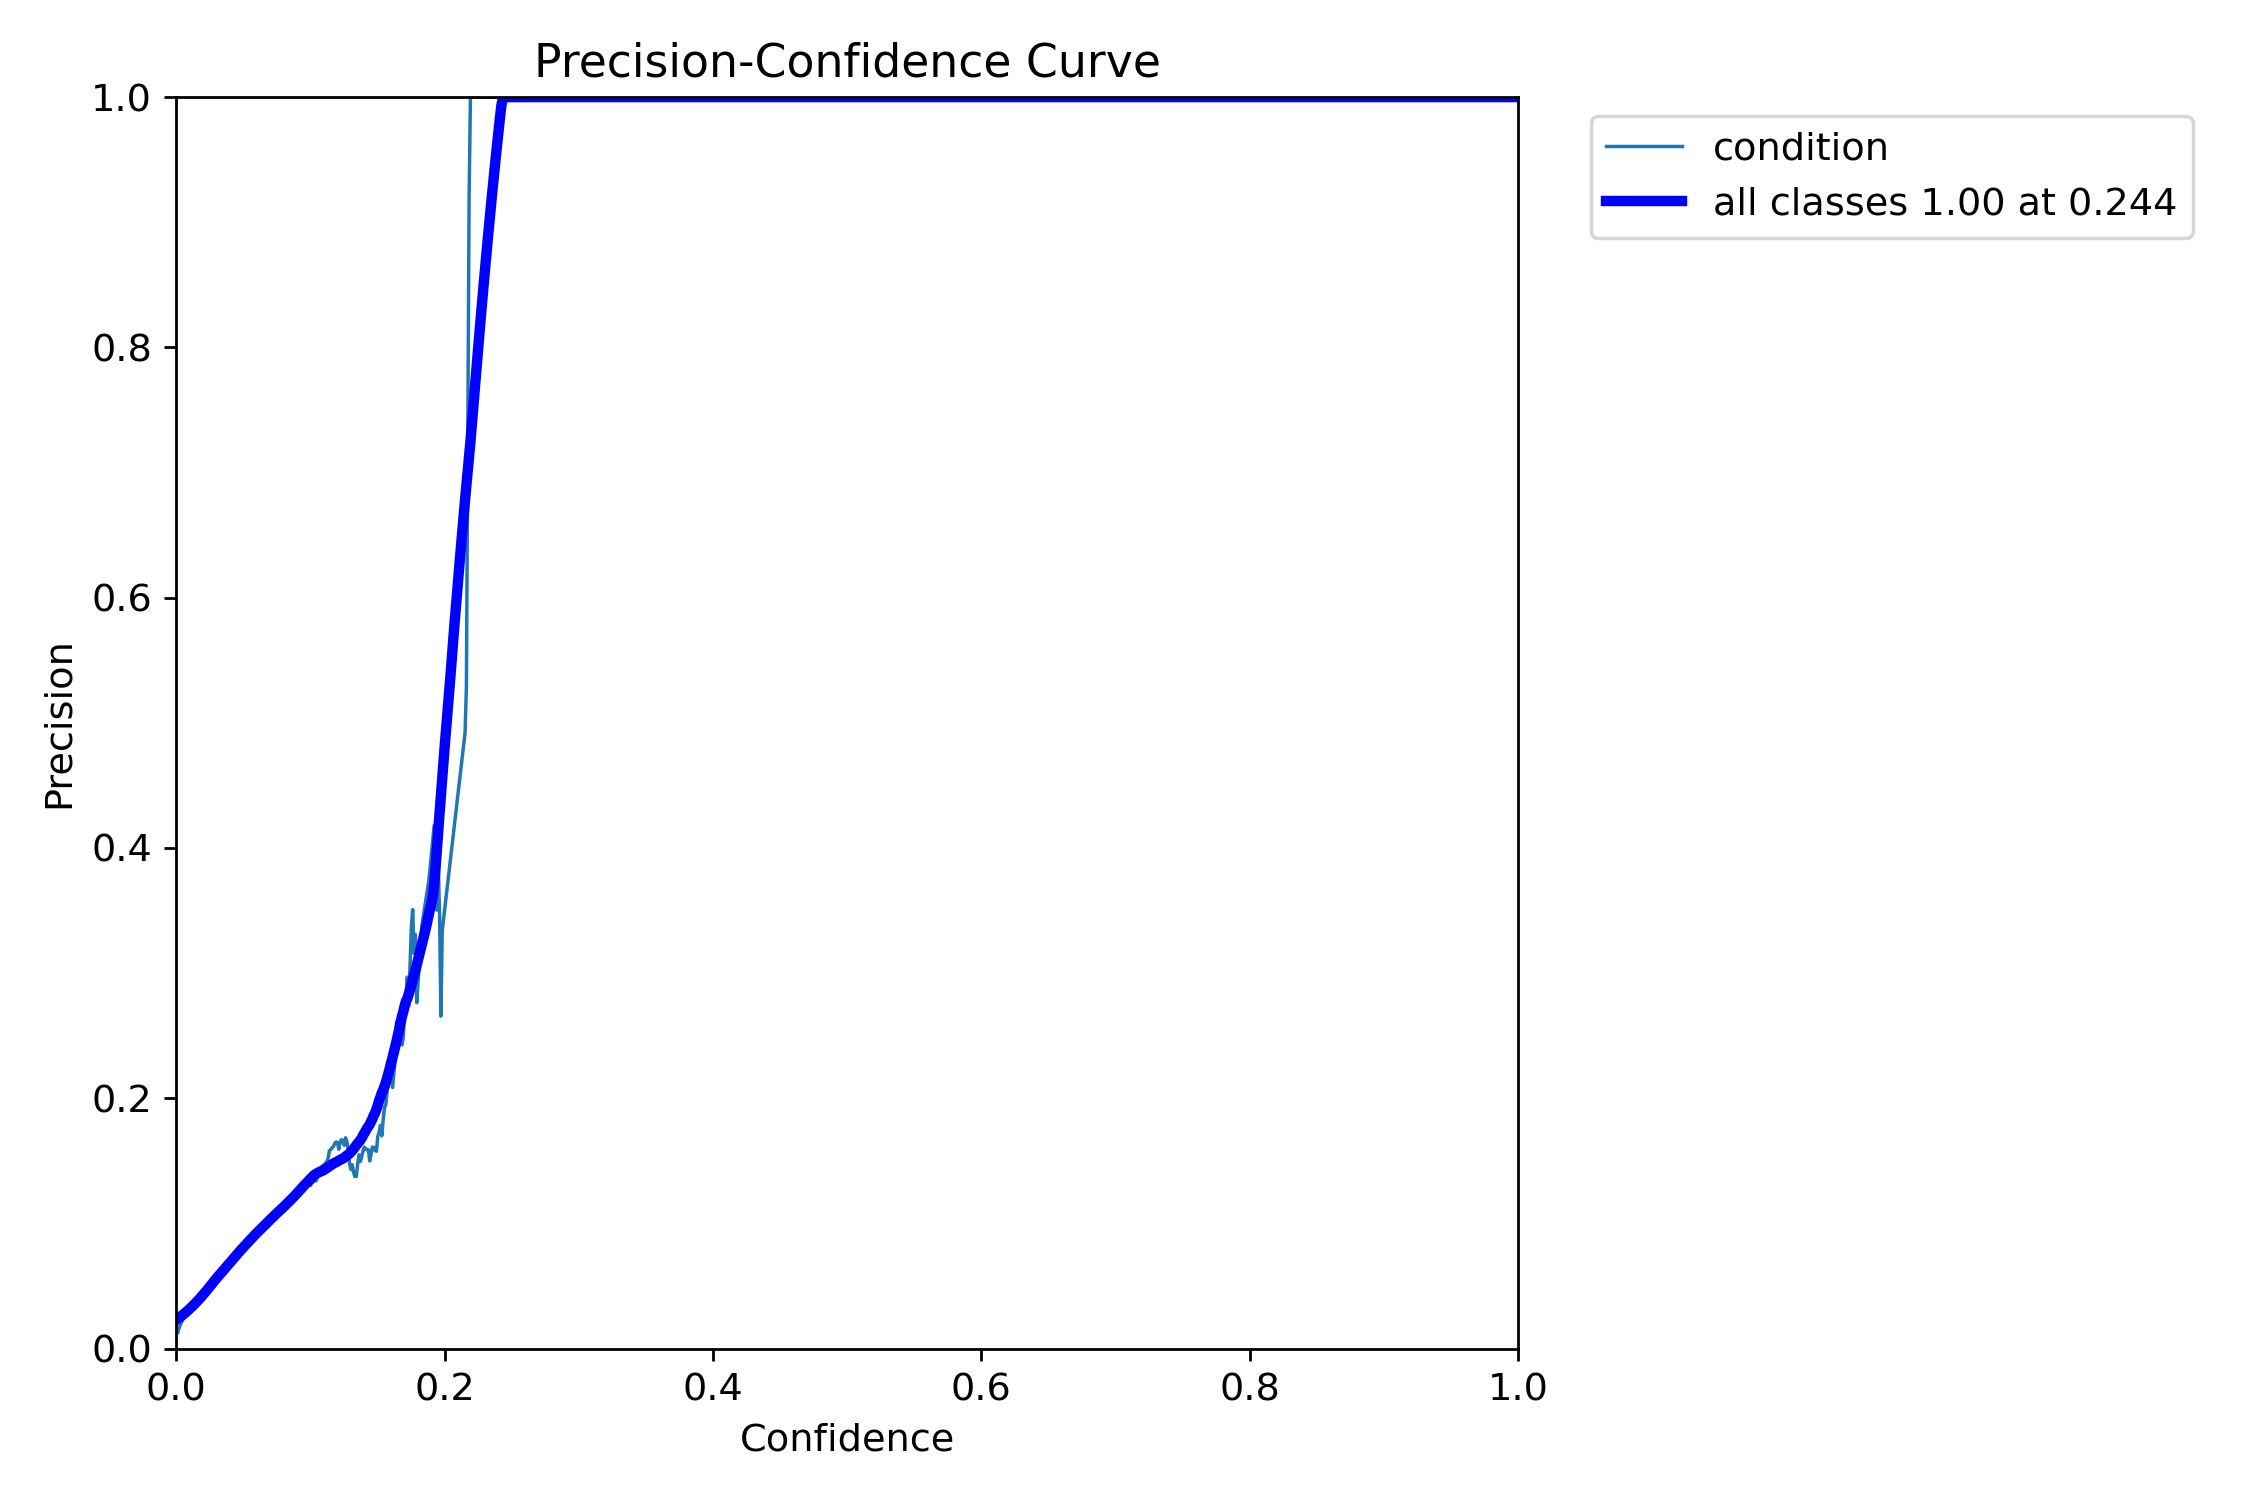 Precision-Confidence Curve
condition
all classes 1.00 at 0.244
Precision
1.0
0.8
0.6
0.4
0.2
0.0
0.0 0.2 0.4 0.6 0.8 1.0
Confidence